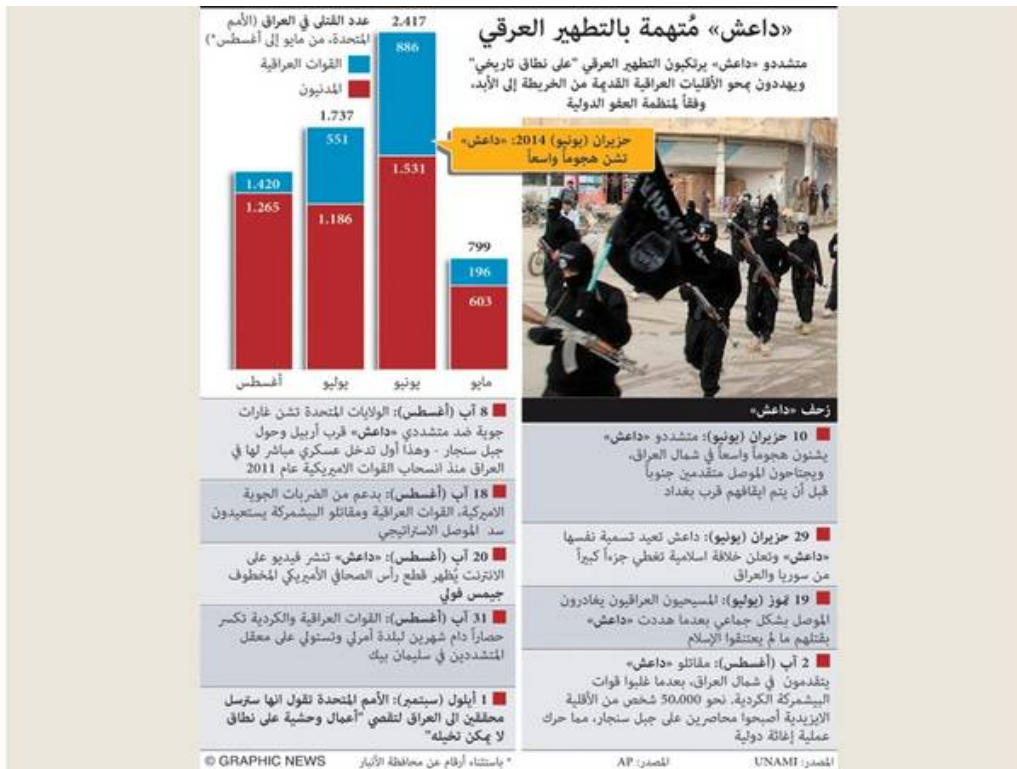 «داعش» مُتهمة بالتطهير العرقي
متشددو «داعش» يرتكبون التطهير العرقي "على نطاق تاريخي"
ويهددون بمحو الأقليات العراقية القديمة من الخريطة إلى الأبد،
وفقاً لمنظمة العفو الدولية
عدد القتلى في العراق (الأمم
المتحدة، من مايو إلى أغسطس*)
القوات العراقية
المدنيون
2.417
886
1.531
1.737
551
1.186
1.420
1.265
799
196
603
حزيران (يونيو) 2014: «داعش»
تشن هجوماً واسعاً
مايو
يونيو
يوليو
أغسطس
زحف «داعش»
10 حزيران (يونيو): متشددو «داعش»
يشنون هجوماً واسعاً في شمال العراق،
ويجتاحون الموصل متقدمين جنوباً
قبل أن يتم ايقافهم قرب بغداد
29 حزيران (يونيو): داعش تعيد تسمية نفسها
«داعش» وتعلن خلافة اسلامية تغطي جزءاً كبيراً
من سوريا والعراق
19 تموز (يوليو): المسيحيون العراقيون يغادرون
الموصل بشكل جماعي بعدما هددت «داعش»
بقتلهم ما لم يعتنقوا الإسلام
2 آب (أغسطس): مقاتلو «داعش»
يتقدمون في شمال العراق، بعدما غلبوا قوات
البيشمركة الكردية. نحو 50.000 شخص من الأقلية
الايزيدية أصبحوا محاصرين على جبل سنجار، مما حرك
عملية إغاثة دولية
8 آب (أغسطس): الولايات المتحدة تشن غارات
جوية ضد متشددي «داعش» قرب أربيل وحول
جبل سنجار - وهذا أول تدخل عسكري مباشر لها في
العراق منذ انسحاب القوات الاميركية عام 2011
18 آب (أغسطس): بدعم من الضربات الجوية
الاميركية، القوات العراقية ومقاتلو البيشمركة يستعيدون
سد الموصل الاستراتيجي
20 آب (أغسطس): «داعش» تنشر فيديو على
الانترنت يُظهر قطع رأس الصحافي الأميركي المخطوف
جيمس فولي
31 آب (أغسطس): القوات العراقية والكردية تكسر
حصاراً دام شهرين لبلدة أمرلي وتستولي على معقل
المتشددين في سليمان بيك
1 أيلول (سبتمبر): الأمم المتحدة تقول انها سترسل
محققين الى العراق لتقصي "أعمال وحشية على نطاق
لا يمكن تخيله"
المصدر: UNAMI
المصدر: AP
* باستثناء أرقام عن محافظة الأنبار
© GRAPHIC NEWS